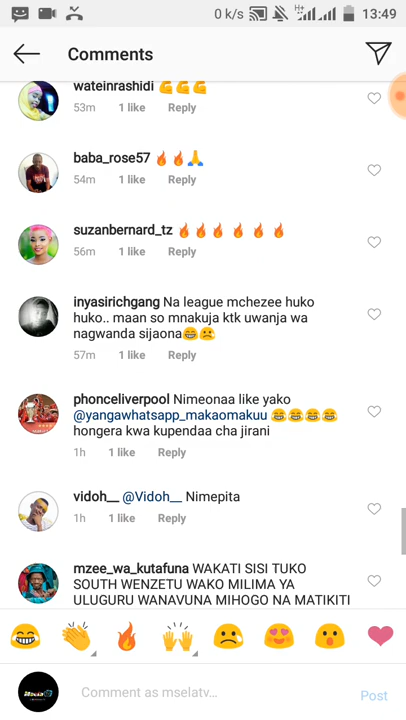 0 k/s H+ 13:49
Comments
wateinrashidi 💪💪💪
53m 1 like Reply
baba_rose57 🔥🔥🙏
54m 1 like Reply
suzanbernard_tz 🔥🔥🔥🔥🔥🔥
56m 1 like Reply
inyasirichgang Na league mchezee huko
huko.. maan so mnakuja ktk uwanja wa
nagwanda sijaona😂☹️
57m 1 like Reply
phonceliverpool Nimeonaa like yako
@yangawhatsapp_makaomakuu 😂😂😂😂
hongera kwa kupendaa cha jirani
1h 1 like Reply
vidoh__ @Vidoh__ Nimepita
1h 1 like Reply
mzee_wa_kutafuna WAKATI SISI TUKO
SOUTH WENZETU WAKO MILIMA YA
ULUGURU WANAVUNA MIHOGO NA MATIKITI
😂 👏 🔥 🙌 😢 😍 😮 ❤️
Comment as mselatv... Post